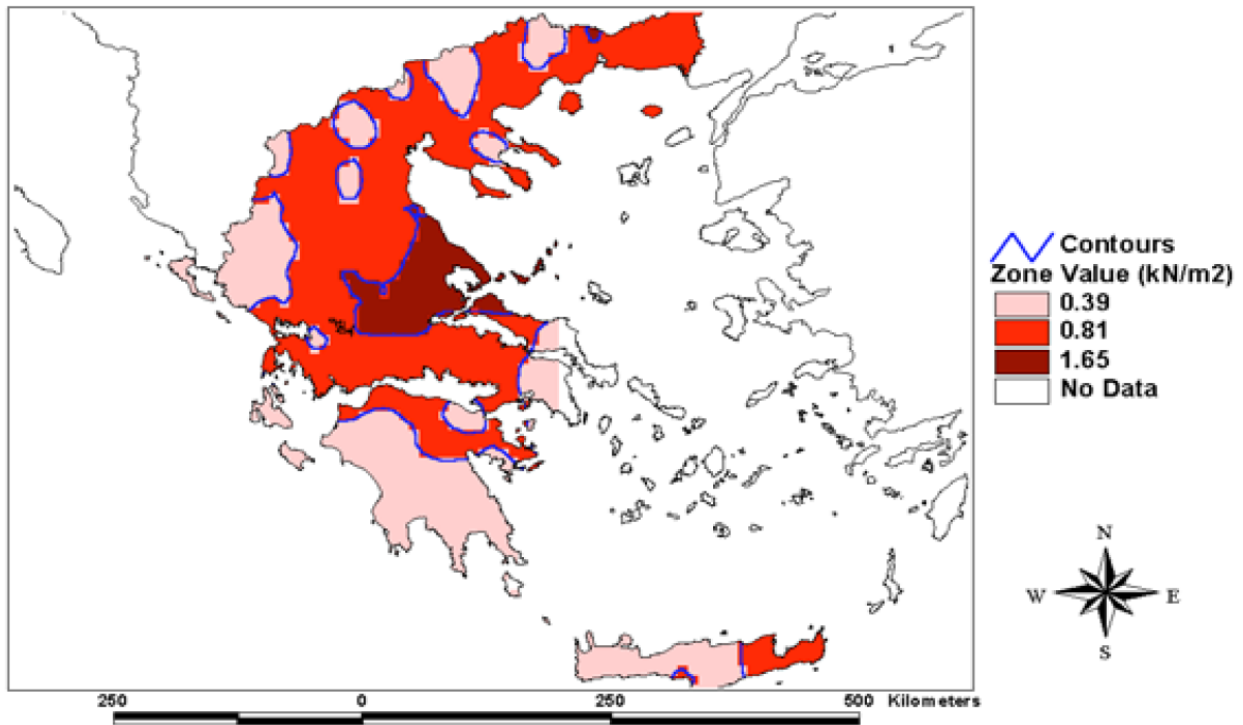 Contours
Zone Value (kN/m2)
0.39
0.81
1.65
No Data
N
W E
S
250 0 250 500 Kilometers